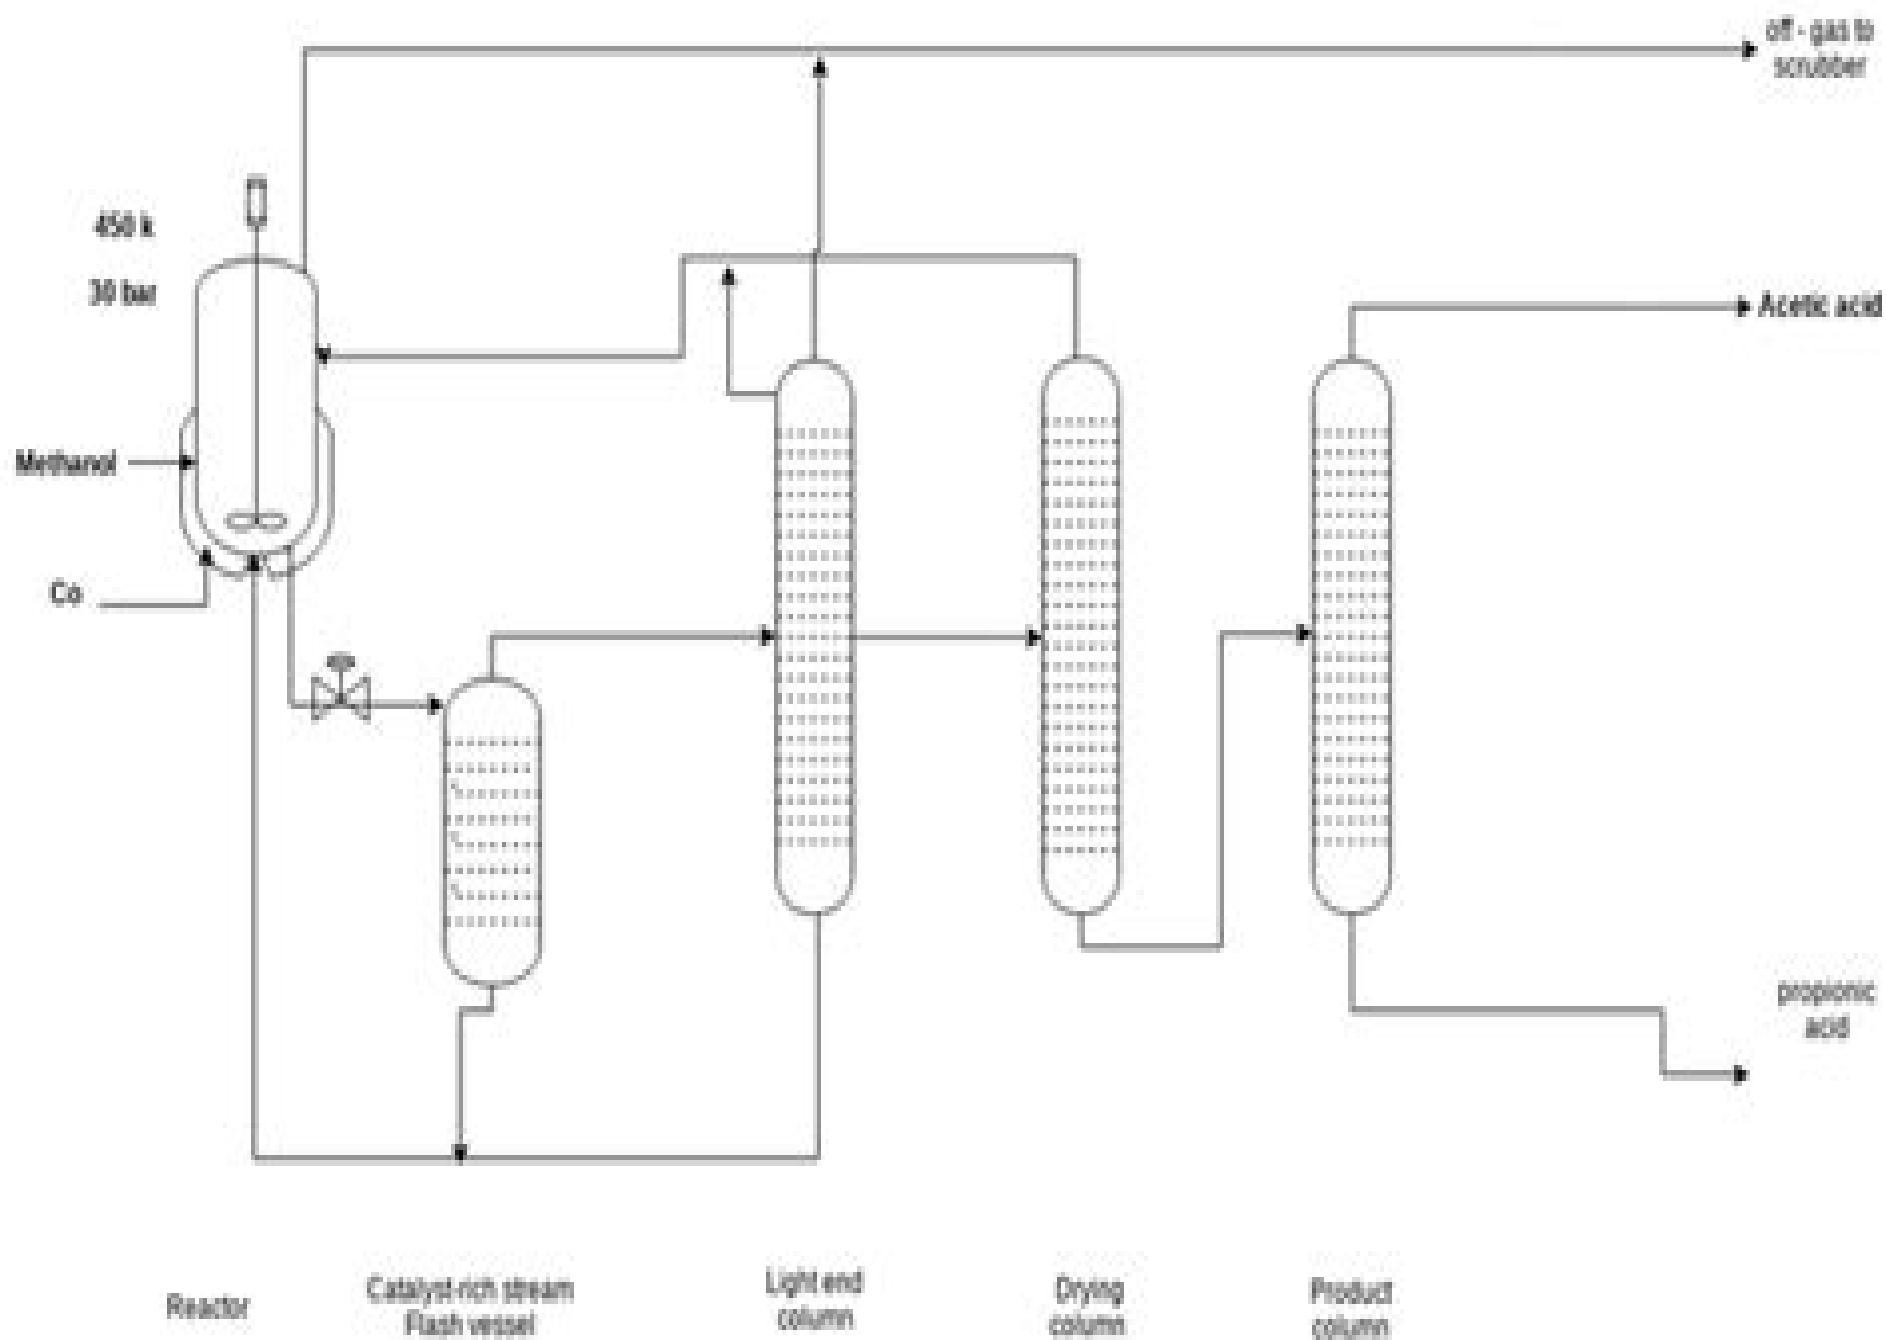 off - gas to
scrubber
450 k
30 bar
Acetic acid
Methanol
Co
propionic
acid
Reactor
Catalyst-rich stream
Flash vessel
Light end
column
Drying
column
Product
column